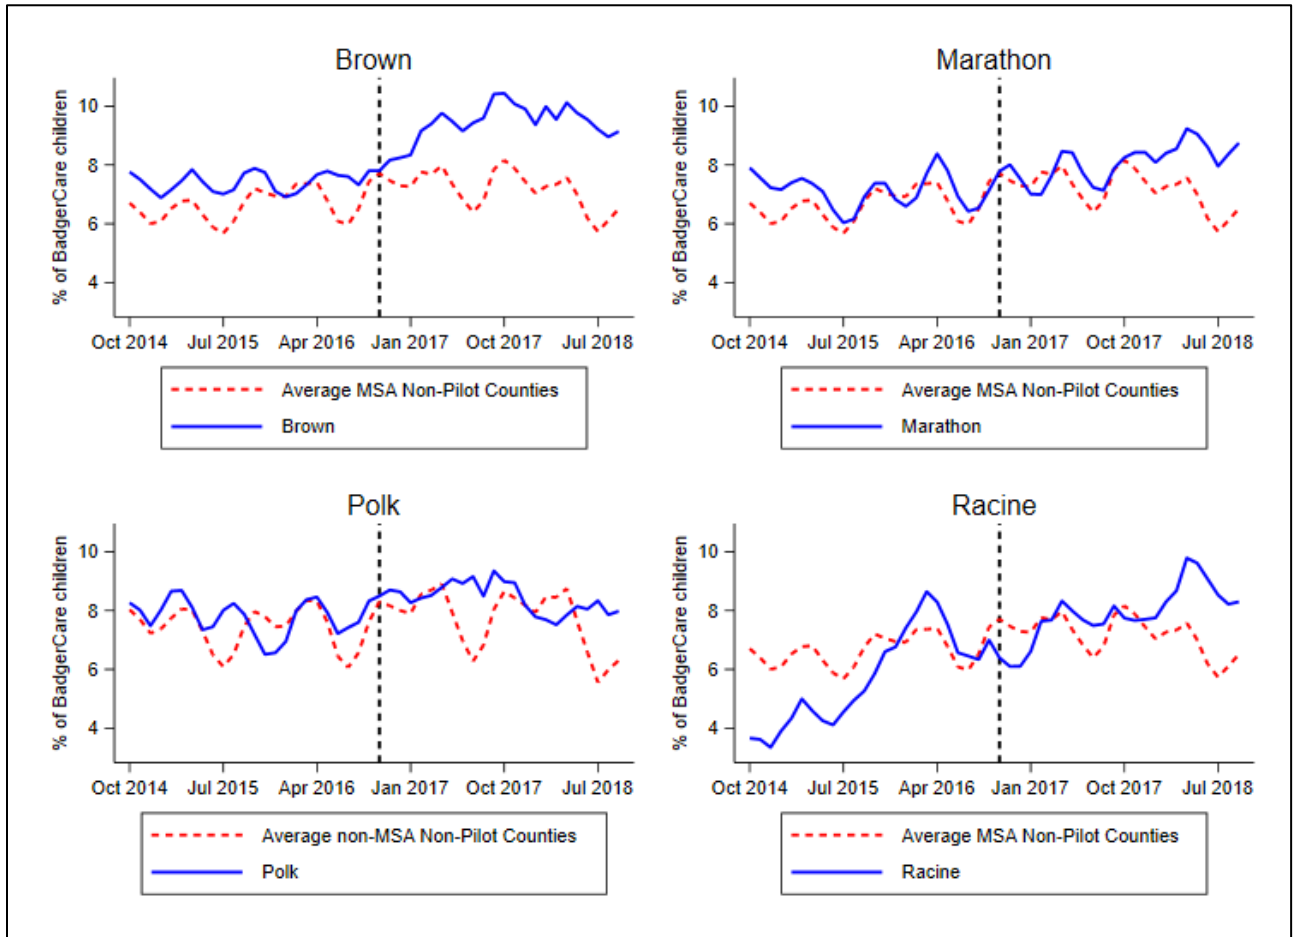 Brown
% of BadgerCare children
10
8
6
4
Oct 2014 Jul 2015 Apr 2016 Jan 2017 Oct 2017 Jul 2018
Average MSA Non-Pilot Counties
Brown
Marathon
% of BadgerCare children
10
8
6
4
Oct 2014 Jul 2015 Apr 2016 Jan 2017 Oct 2017 Jul 2018
Average MSA Non-Pilot Counties
Marathon
Polk
% of BadgerCare children
10
8
6
4
Oct 2014 Jul 2015 Apr 2016 Jan 2017 Oct 2017 Jul 2018
Average non-MSA Non-Pilot Counties
Polk
Racine
% of BadgerCare children
10
8
6
4
Oct 2014 Jul 2015 Apr 2016 Jan 2017 Oct 2017 Jul 2018
Average MSA Non-Pilot Counties
Racine